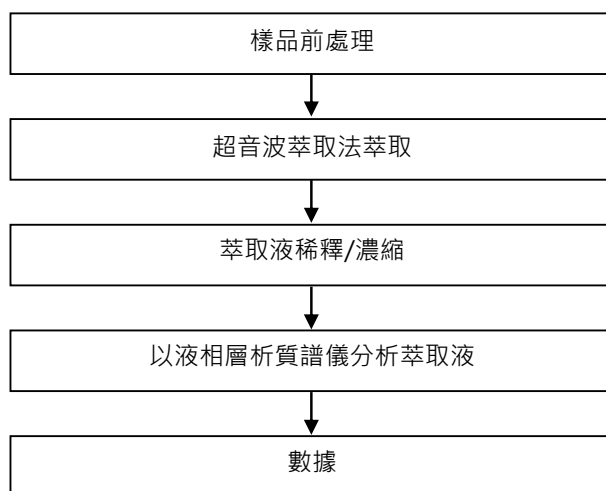 樣品前處理
超音波萃取法萃取
萃取液稀釋/濃縮
以液相層析質譜儀分析萃取液
數據